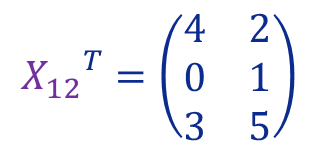 X₁₂ᵀ = (4 2
0 1
3 5)